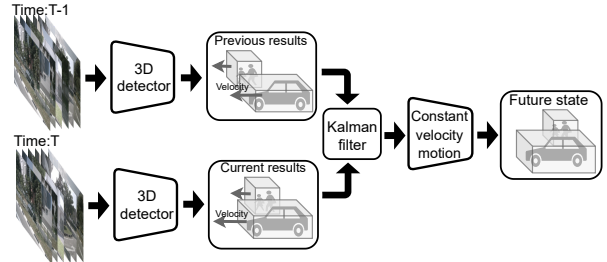 Time:T-1
3D
detector
Previous results
Velocity
Time:T
3D
detector
Current results
Velocity
Kalman
filter
Constant
velocity
motion
Future state